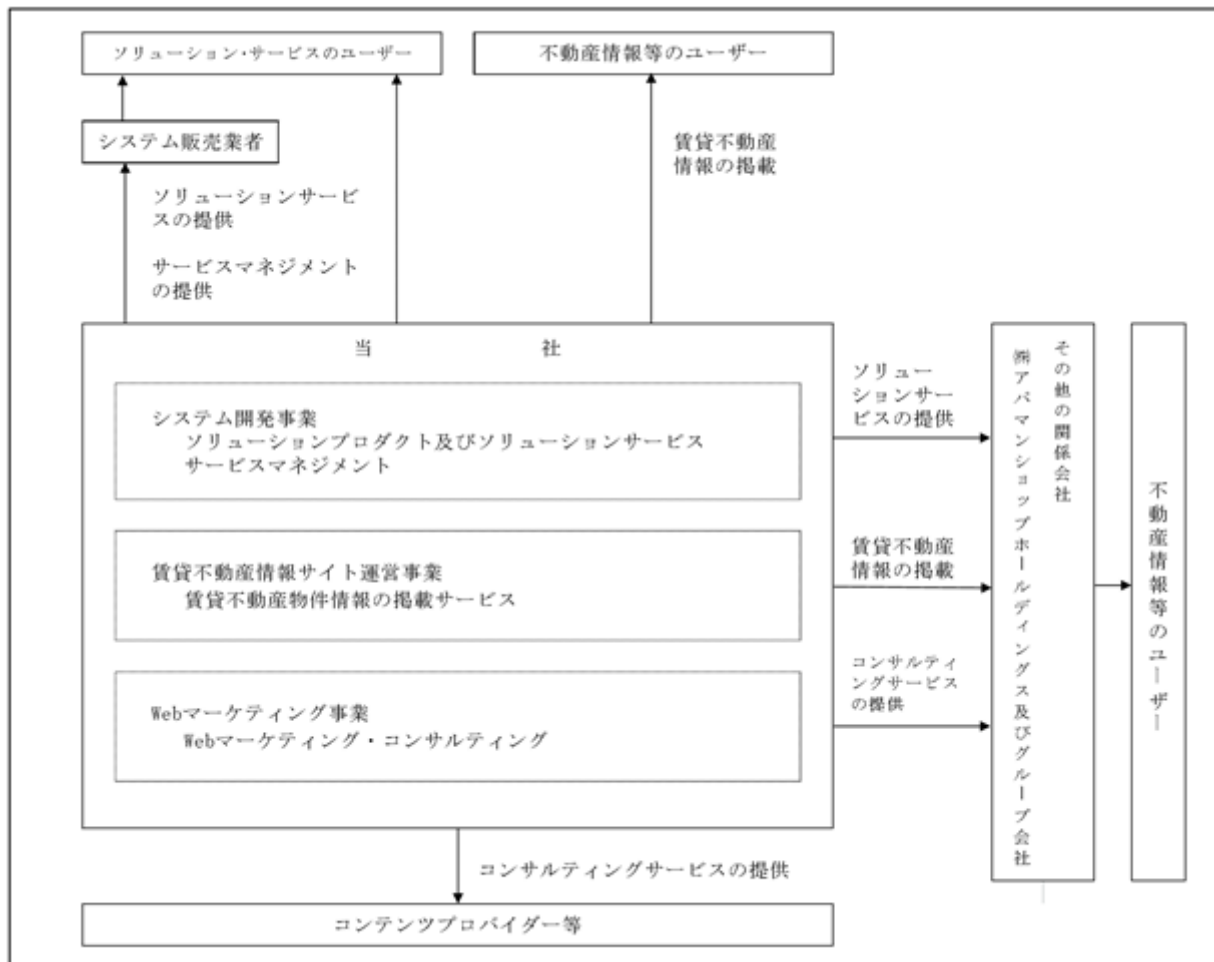 ソリューション・サービスのユーザー
不動産情報等のユーザー
システム販売業者
賃貸不動産
情報の掲載
ソリューションサービ
スの提供
サービスマネジメント
の提供
当社
システム開発事業
ソリューションプロダクト及びソリューションサービス
サービスマネジメント
賃貸不動産情報サイト運営事業
賃貸不動産物件情報の掲載サービス
Webマーケティング事業
Webマーケティング・コンサルティング
ソリュー
ションサー
ビスの提供
賃貸不動産
情報の掲載
コンサルティ
ングサービス
の提供
その他の関係会社
㈱アパマンショップホールディングス及びグループ会社
不動産情報等のユーザー
コンサルティングサービスの提供
コンテンツプロバイダー等